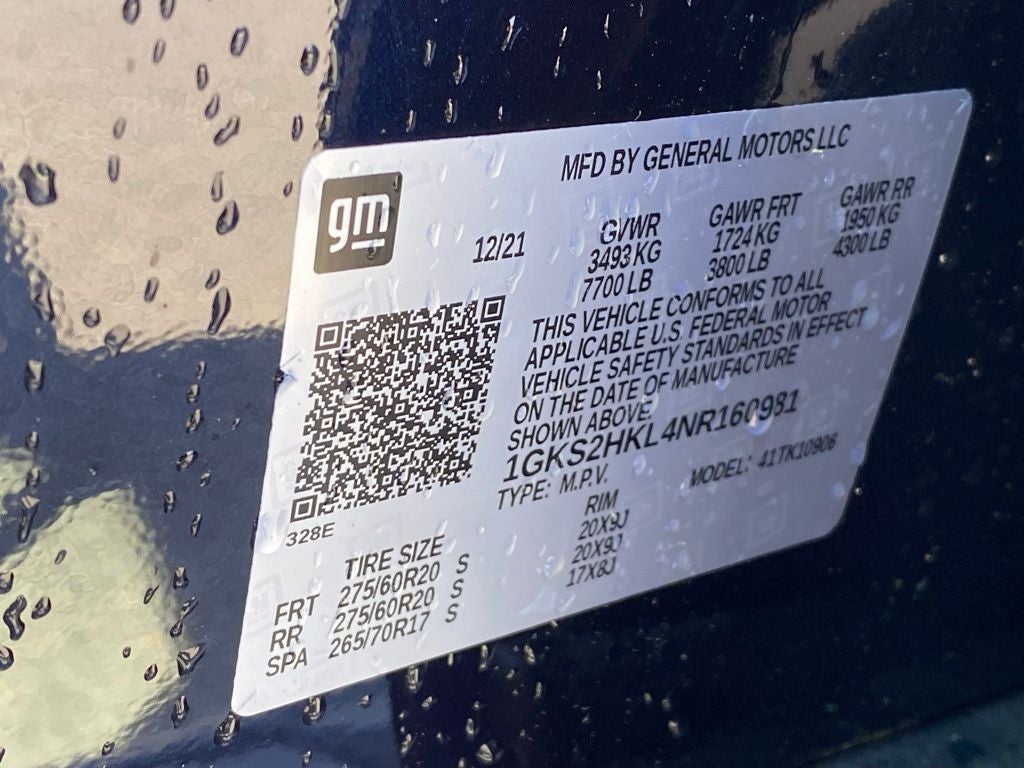 MFD BY GENERAL MOTORS LLC
gm
12/21
GVWR GAWR FRT GAWR RR
3493 KG 1724 KG 1950 KG
7700 LB 3800 LB 4300 LB
THIS VEHICLE CONFORMS TO ALL
APPLICABLE U.S. FEDERAL MOTOR
VEHICLE SAFETY STANDARDS IN EFFECT
ON THE DATE OF MANUFACTURE
SHOWN ABOVE.
1GKS2HKL4NR160981
TYPE: M.P.V. MODEL: 41TK10906
328E
TIRE SIZE RIM
FRT 275/60R20 S 20X9J
RR 275/60R20 S 20X9J
SPA 265/70R17 S 17X8J